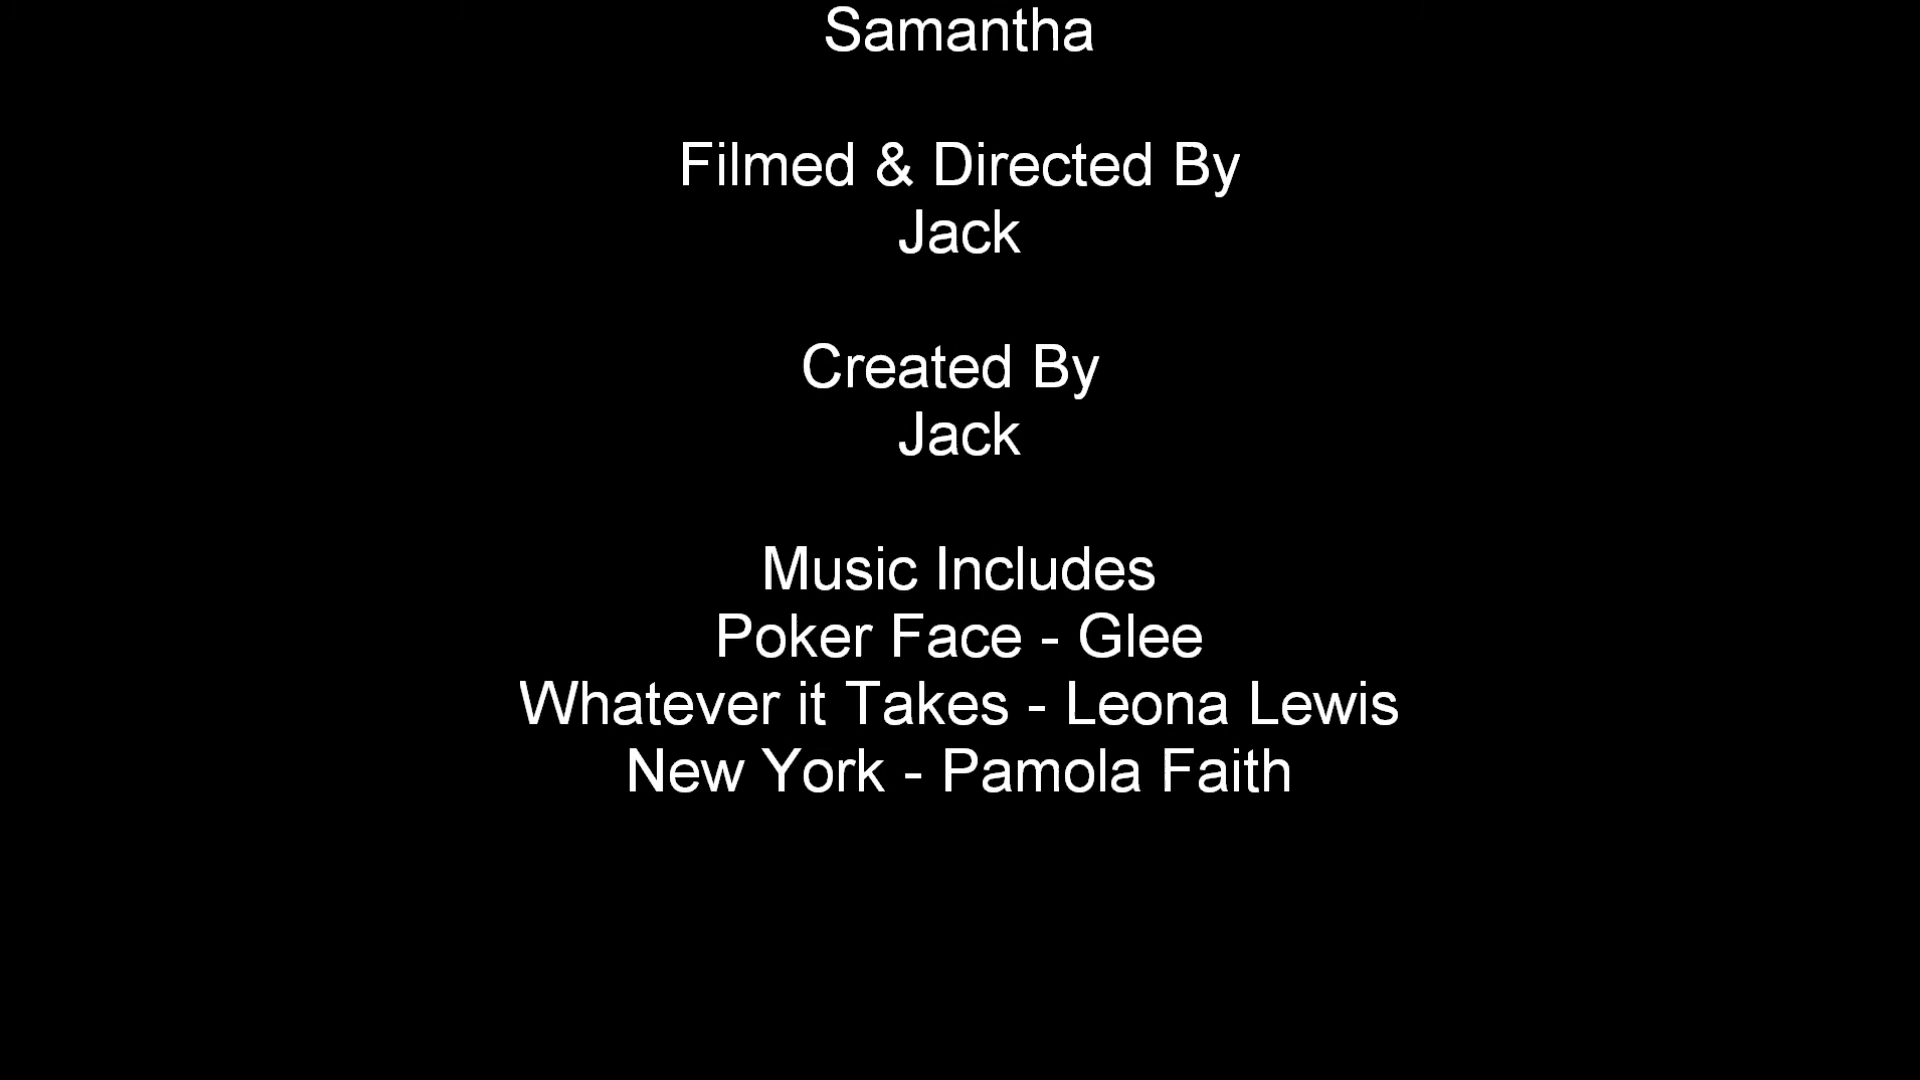 Samantha
Filmed & Directed By
Jack
Created By
Jack
Music Includes
Poker Face - Glee
Whatever it Takes - Leona Lewis
New York - Pamola Faith